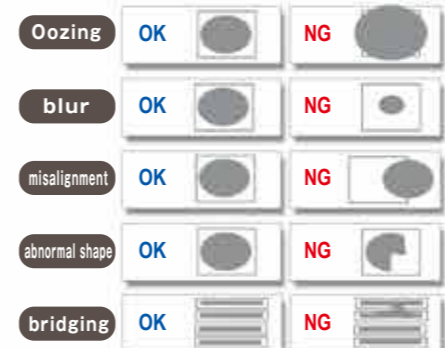 Oozing OK NG
blur OK NG
misalignment OK NG
abnormal shape OK NG
bridging OK NG